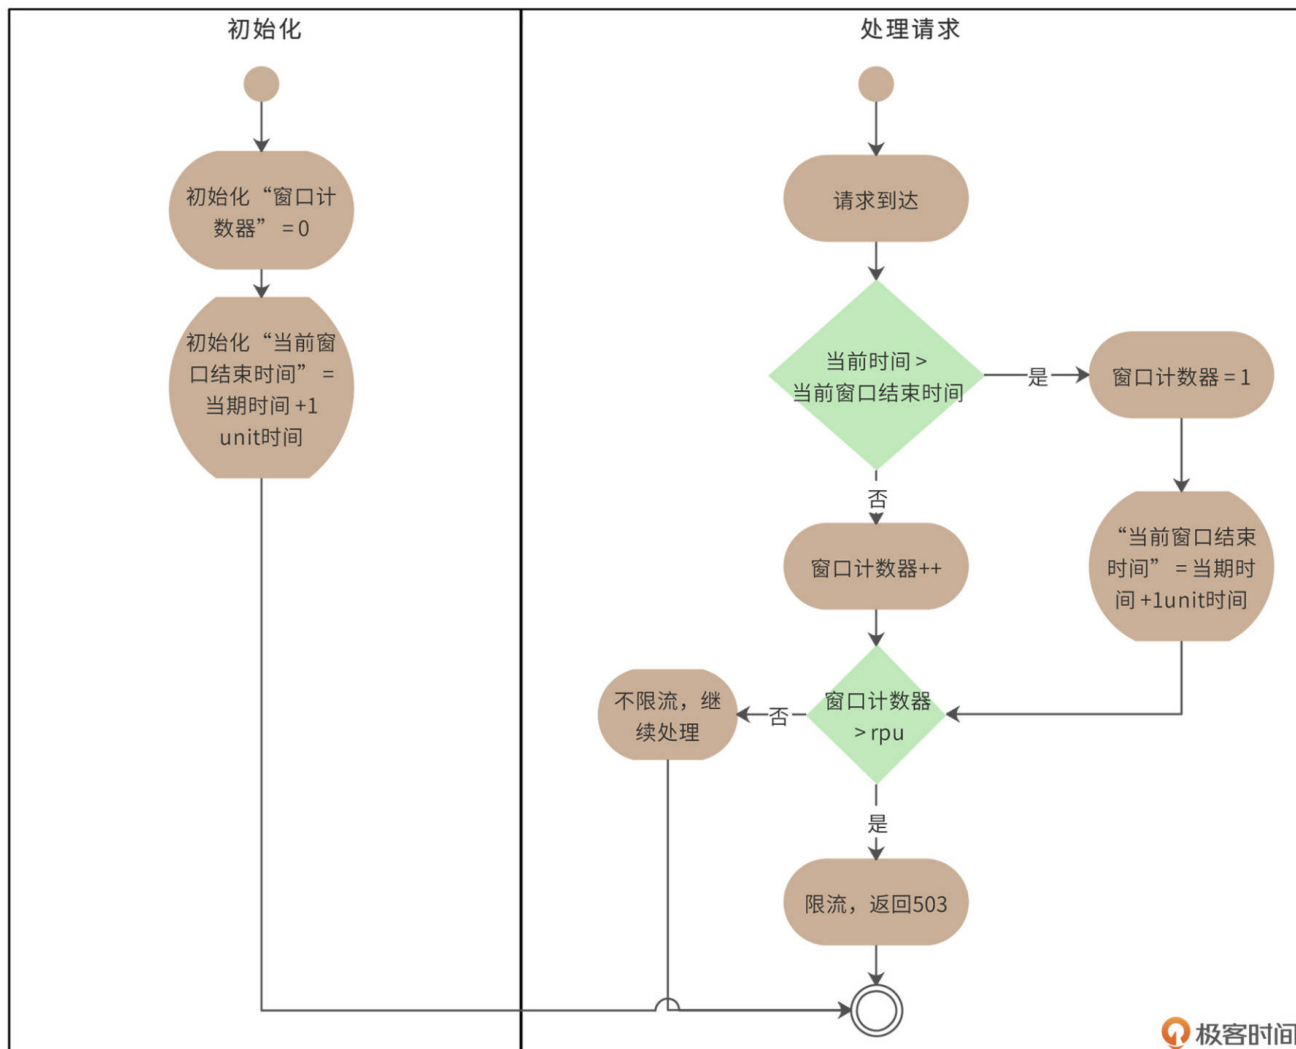 初始化
初始化“窗口计
数器” = 0
初始化“当前窗
口结束时间” =
当期时间 +1
unit时间
处理请求
请求到达
当前时间 >
当前窗口结束时间
是
窗口计数器 = 1
“当前窗口结束
时间” = 当期时
间 +1unit时间
否
窗口计数器++
窗口计数器
> rpu
否
不限流，继
续处理
是
限流，返回503
极客时间